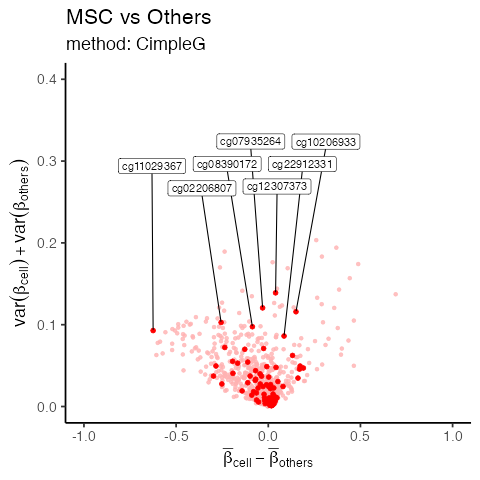 MSC vs Others
method: CimpleG
0.4
0.3
0.2
0.1
0.0
var(βcell) + var(βothers)
cg07935264
cg10206933
cg11029367
cg08390172
cg22912331
cg02206807
cg12307373
-1.0
-0.5
0.0
0.5
1.0
β̅cell − β̅others